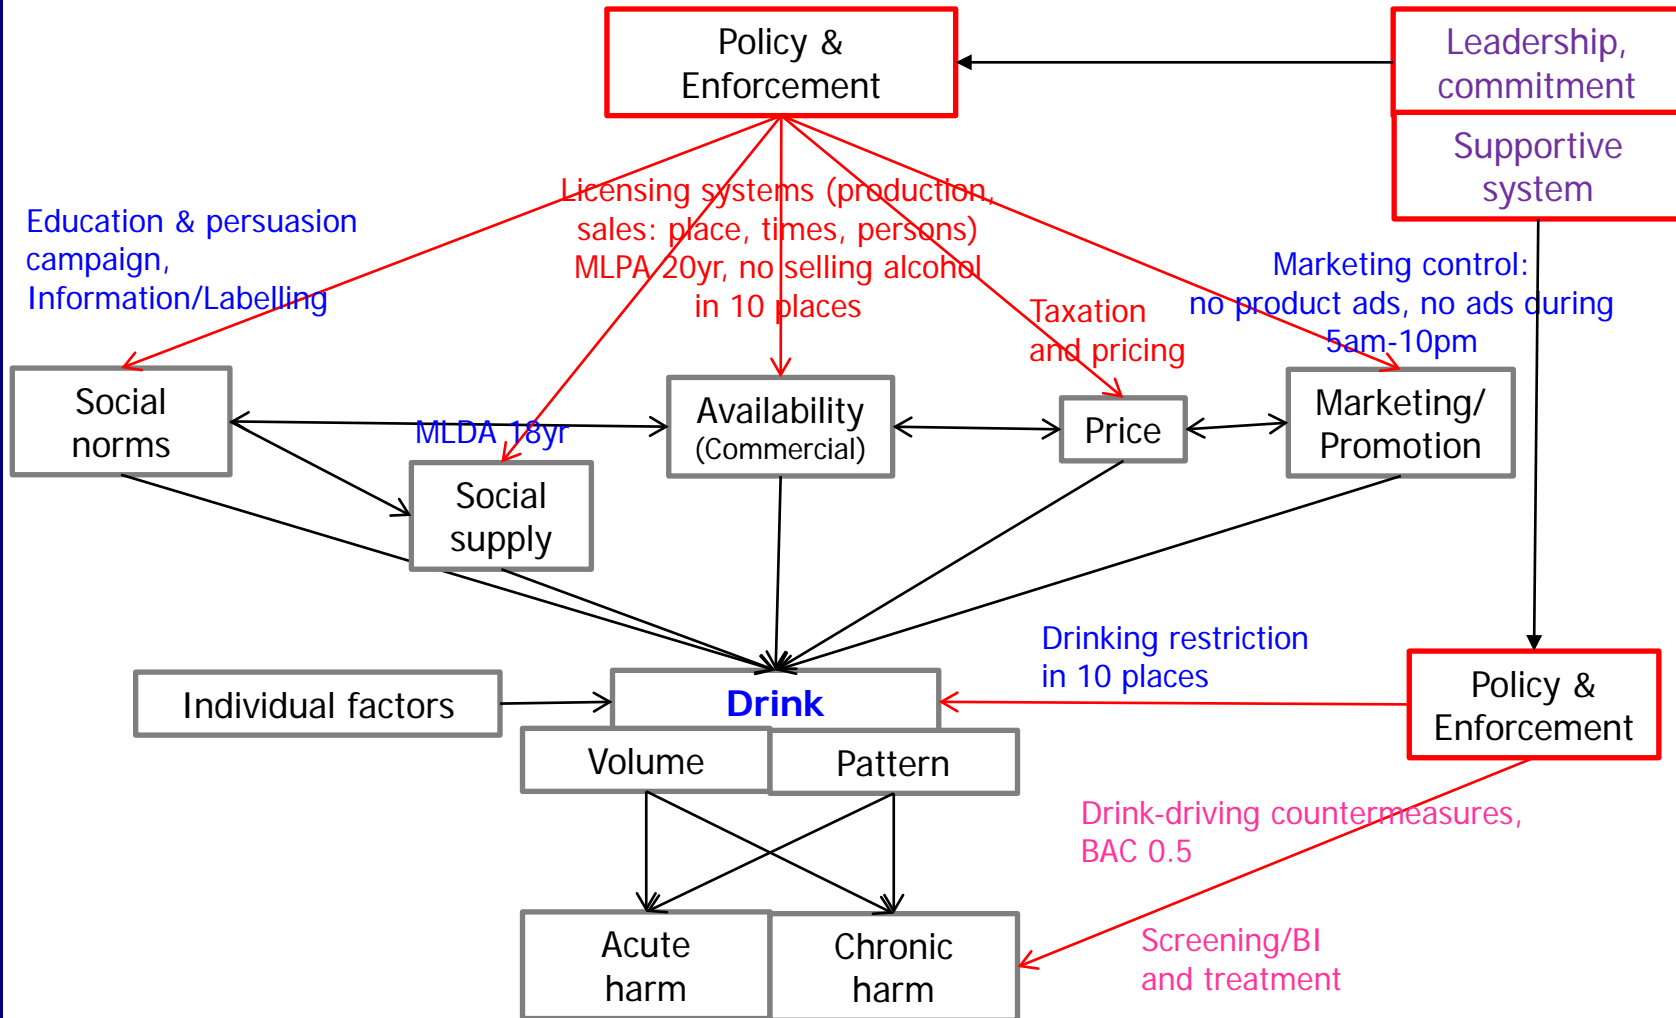 Policy &
Enforcement
Leadership,
commitment
Supportive
system
Education & persuasion
campaign,
Information/Labelling
Licensing systems (production,
sales: place, times, persons)
MLPA 20yr, no selling alcohol
in 10 places
Taxation
and pricing
Marketing control:
no product ads, no ads during
5am-10pm
Social
norms
MLDA 18yr
Social
supply
Availability
(Commercial)
Price
Marketing/
Promotion
Individual factors
Drink
Volume
Pattern
Drinking restriction
in 10 places
Policy &
Enforcement
Drink-driving countermeasures,
BAC 0.5
Acute
harm
Chronic
harm
Screening/BI
and treatment